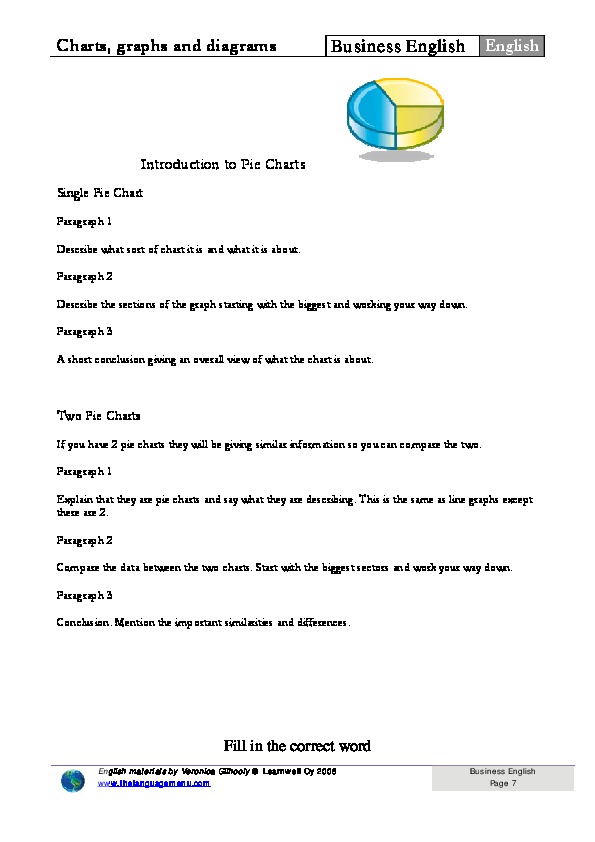 Charts, graphs and diagrams
Business English English
Introduction to Pie Charts
Single Pie Chart
Paragraph 1
Describe what sort of chart it is and what it is about.
Paragraph 2
Describe the sections of the graph starting with the biggest and working your way down.
Paragraph 3
A short conclusion giving an overall view of what the chart is about.
Two Pie Charts
If you have 2 pie charts they will be giving similar information so you can compare the two.
Paragraph 1
Explain that they are pie charts and say what they are describing. This is the same as line graphs except
there are 2.
Paragraph 2
Compare the data between the two charts. Start with the biggest sectors and work your way down.
Paragraph 3
Conclusion. Mention the important similarities and differences.
Fill in the correct word
English materials by Veronica Gilhooly © Learnwell Oy 2006
www.thelanguagemenu.com
Business English
Page 7